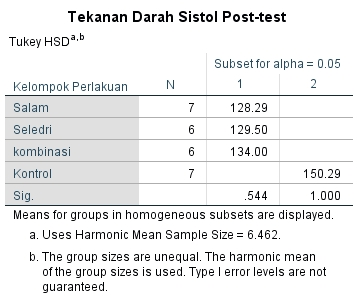 Tekanan Darah Sistol Post-test
Tukey HSDa,b
Subset for alpha = 0.05
Kelompok Perlakuan N 1 2
Salam 7 128.29
Seledri 6 129.50
kombinasi 6 134.00
Kontrol 7 150.29
Sig. .544 1.000
Means for groups in homogeneous subsets are displayed.
a. Uses Harmonic Mean Sample Size = 6.462.
b. The group sizes are unequal. The harmonic mean
of the group sizes is used. Type I error levels are not
guaranteed.